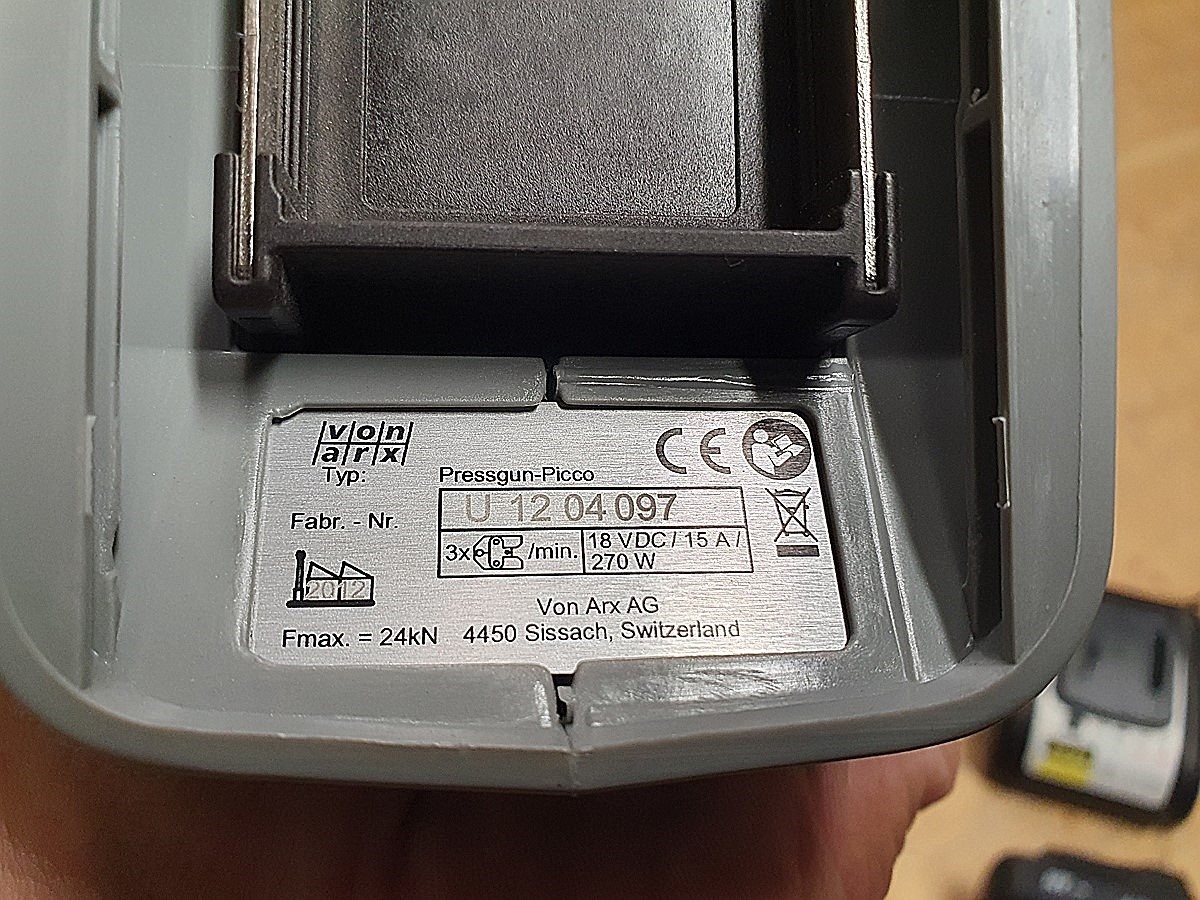 von
arx
CE
Typ: Pressgun-Picco
Fabr. - Nr. U 12 04 097
3x /min. 18 VDC / 15 A /
270 W
2012
Von Arx AG
Fmax. = 24kN 4450 Sissach, Switzerland